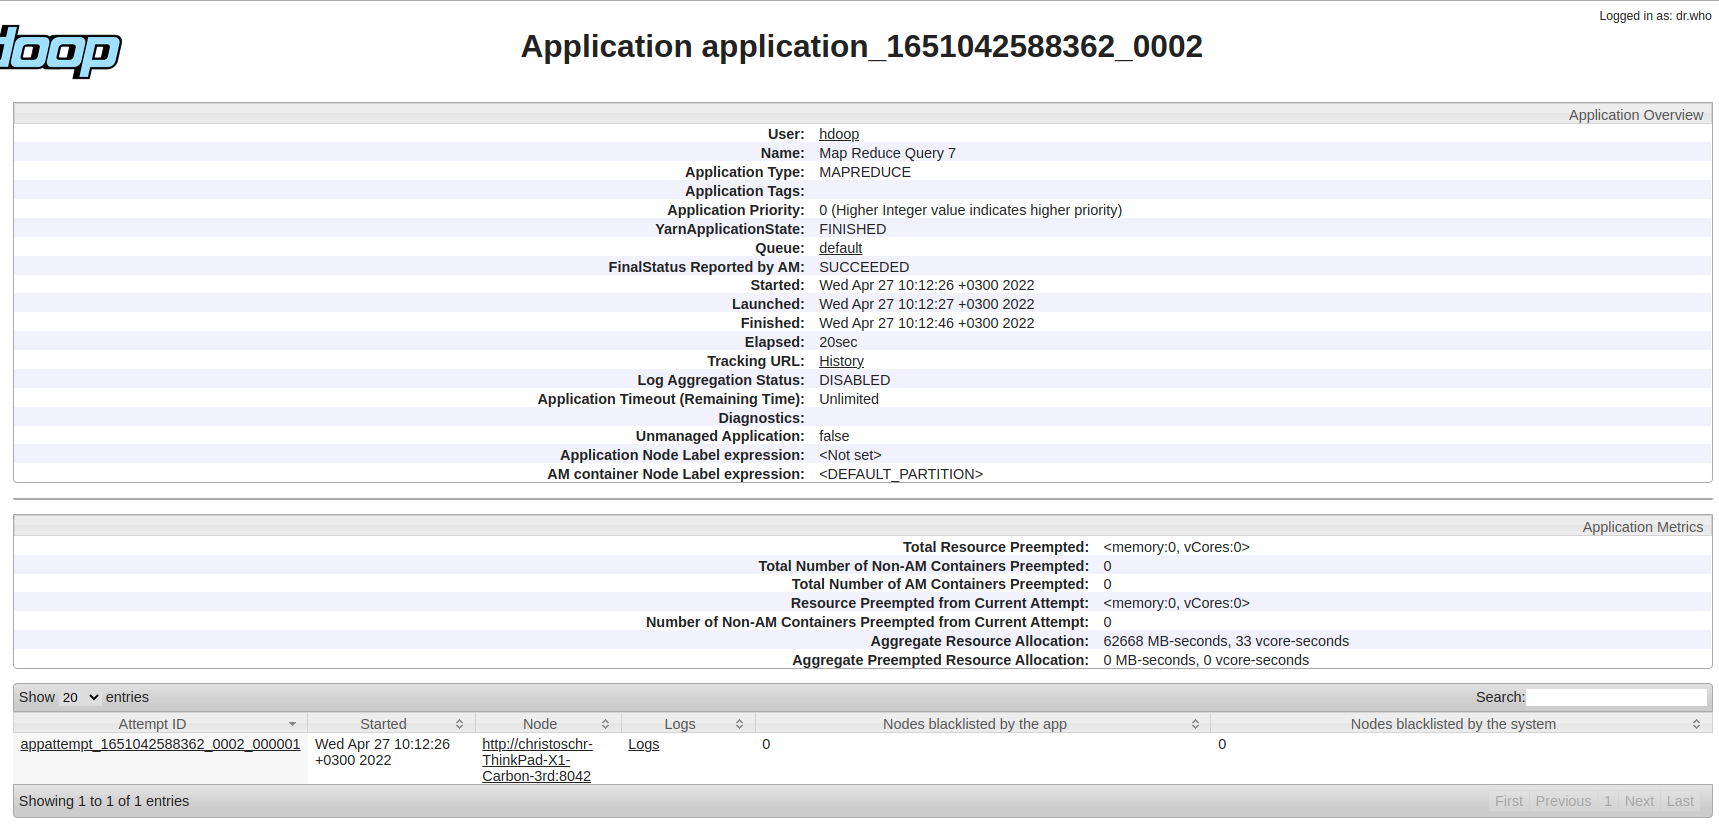 Logged in as: dr.who
doop
Application application_1651042588362_0002
Application Overview
User: hdoop
Name: Map Reduce Query 7
Application Type: MAPREDUCE
Application Tags:
Application Priority: 0 (Higher Integer value indicates higher priority)
YarnApplicationState: FINISHED
Queue: default
FinalStatus Reported by AM: SUCCEEDED
Started: Wed Apr 27 10:12:26 +0300 2022
Launched: Wed Apr 27 10:12:27 +0300 2022
Finished: Wed Apr 27 10:12:46 +0300 2022
Elapsed: 20sec
Tracking URL: History
Log Aggregation Status: DISABLED
Application Timeout (Remaining Time): Unlimited
Diagnostics:
Unmanaged Application: false
Application Node Label expression: <Not set>
AM container Node Label expression: <DEFAULT_PARTITION>
Application Metrics
Total Resource Preempted: <memory:0, vCores:0>
Total Number of Non-AM Containers Preempted: 0
Total Number of AM Containers Preempted: 0
Resource Preempted from Current Attempt: <memory:0, vCores:0>
Number of Non-AM Containers Preempted from Current Attempt: 0
Aggregate Resource Allocation: 62668 MB-seconds, 33 vcore-seconds
Aggregate Preempted Resource Allocation: 0 MB-seconds, 0 vcore-seconds
Show 20 entries Search:
Attempt ID Started Node Logs Nodes blacklisted by the app Nodes blacklisted by the system
appattempt_1651042588362_0002_000001 Wed Apr 27 10:12:26 http://christoschr- Logs 0 0
+0300 2022 ThinkPad-X1-
Carbon-3rd:8042
Showing 1 to 1 of 1 entries First Previous 1 Next Last